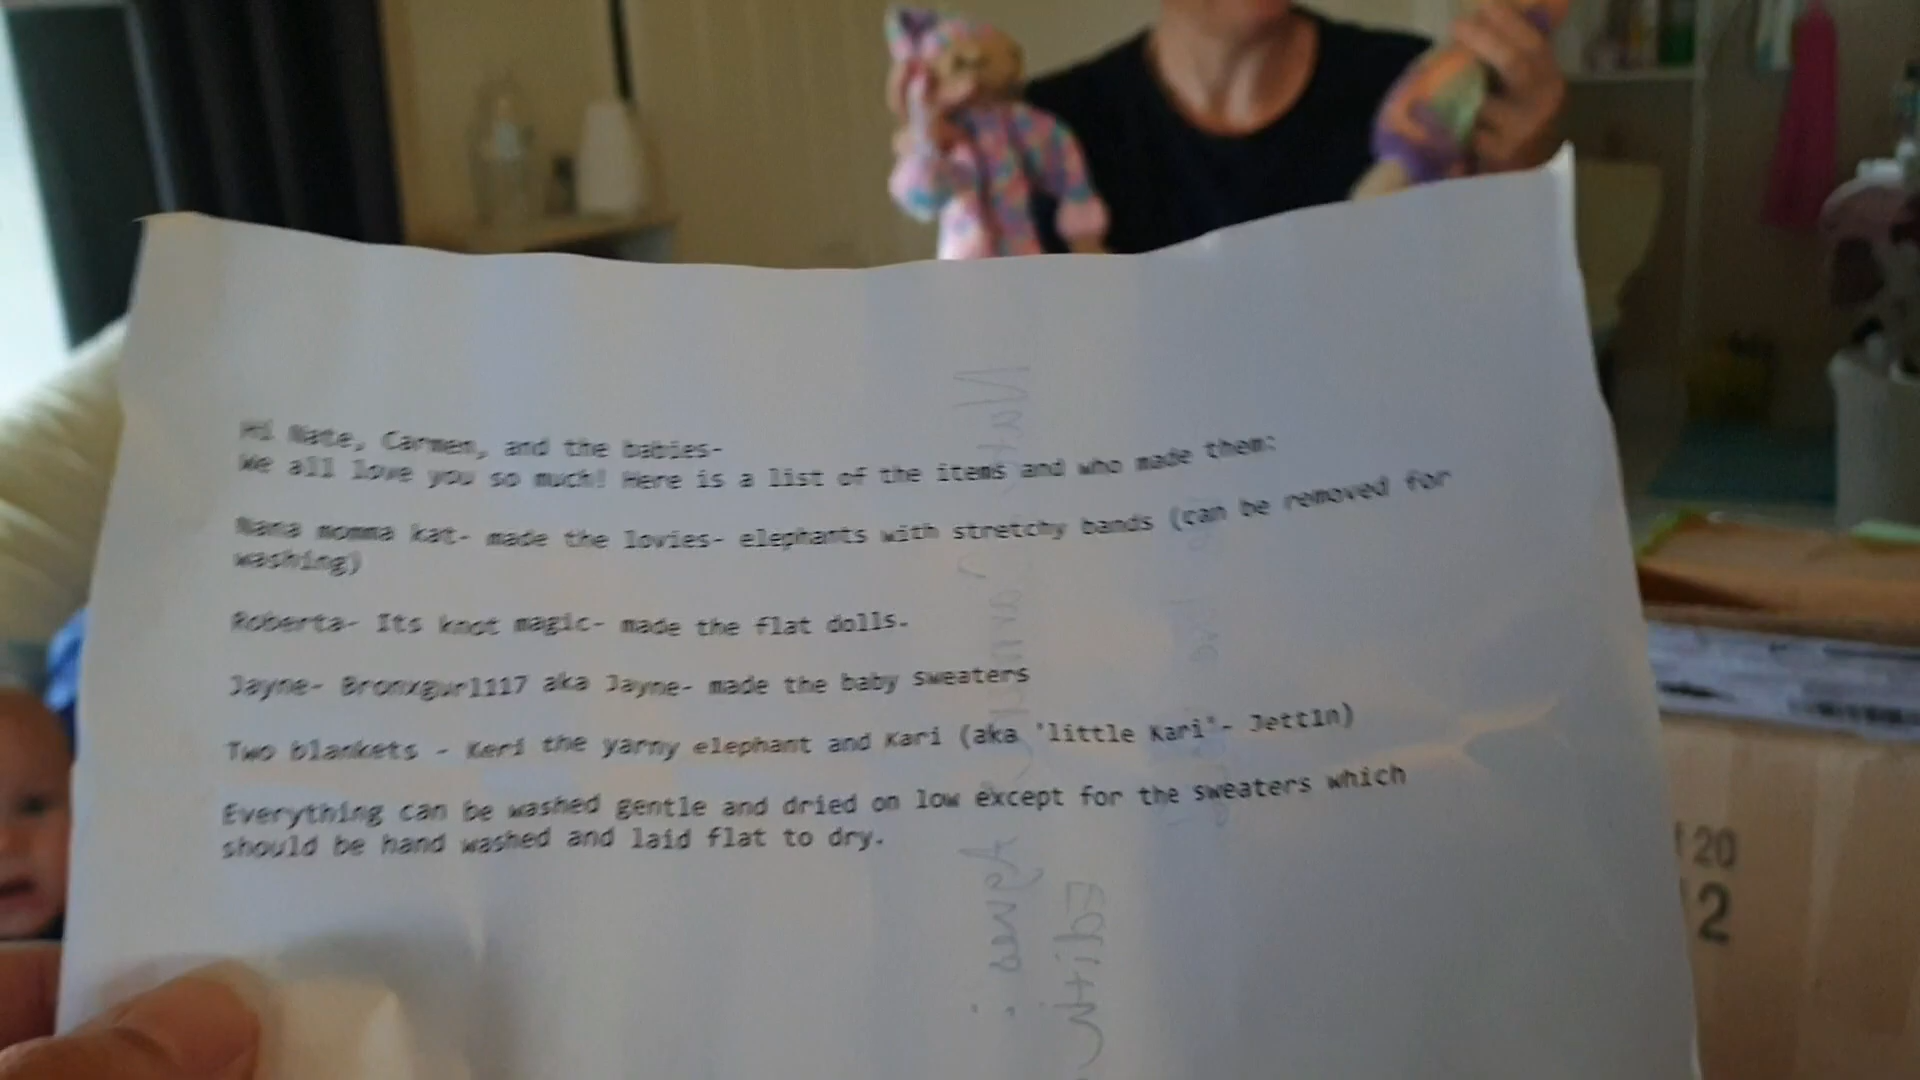 Hi Nate, Carmen, and the babies-
We all love you so much! Here is a list of the items and who made them:
Nana momma kat- made the lovies- elephants with stretchy bands (can be removed for
washing)
Roberta- Its knot magic- made the flat dolls.
Jayne- Bronxgurl117 aka Jayne- made the baby sweaters
Two blankets - Keri the yarny elephant and Kari (aka 'little Kari'- Jettin)
Everything can be washed gentle and dried on low except for the sweaters which
should be hand washed and laid flat to dry.
20
2